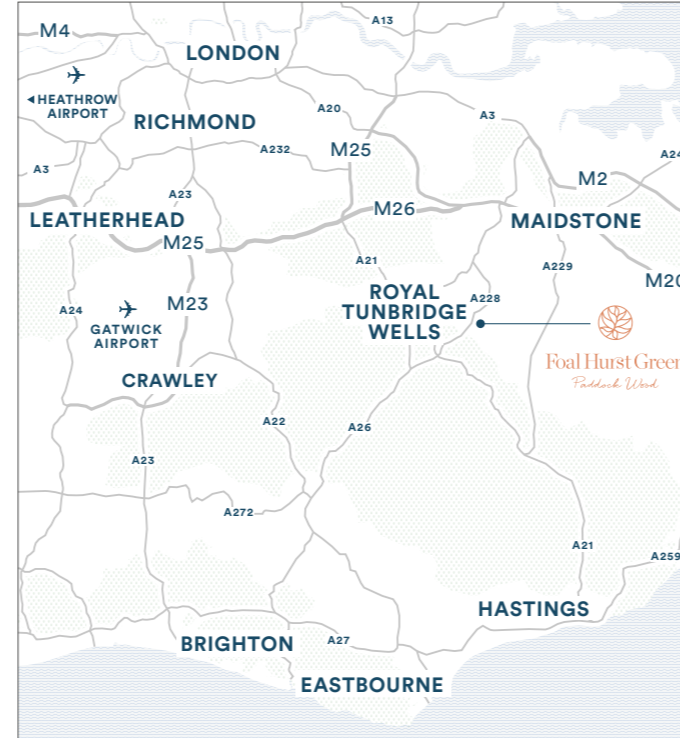 A13
M4
LONDON
HEATHROW
AIRPORT
A20
A3
RICHMOND
A232
M25
A24
A3
M2
A23
M26
LEATHERHEAD
MAIDSTONE
M25
A21
A229
M20
ROYAL
TUNBRIDGE
WELLS
A228
A24
M23
GATWICK
AIRPORT
Foal Hurst Green
Paddock Wood
CRAWLEY
A22
A26
A23
A272
A21
A259
HASTINGS
BRIGHTON
A27
EASTBOURNE